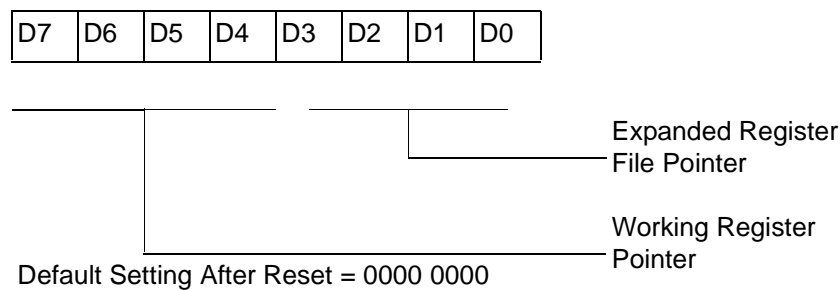 D7 D6 D5 D4 D3 D2 D1 D0
Expanded Register
File Pointer
Working Register
Pointer
Default Setting After Reset = 0000 0000